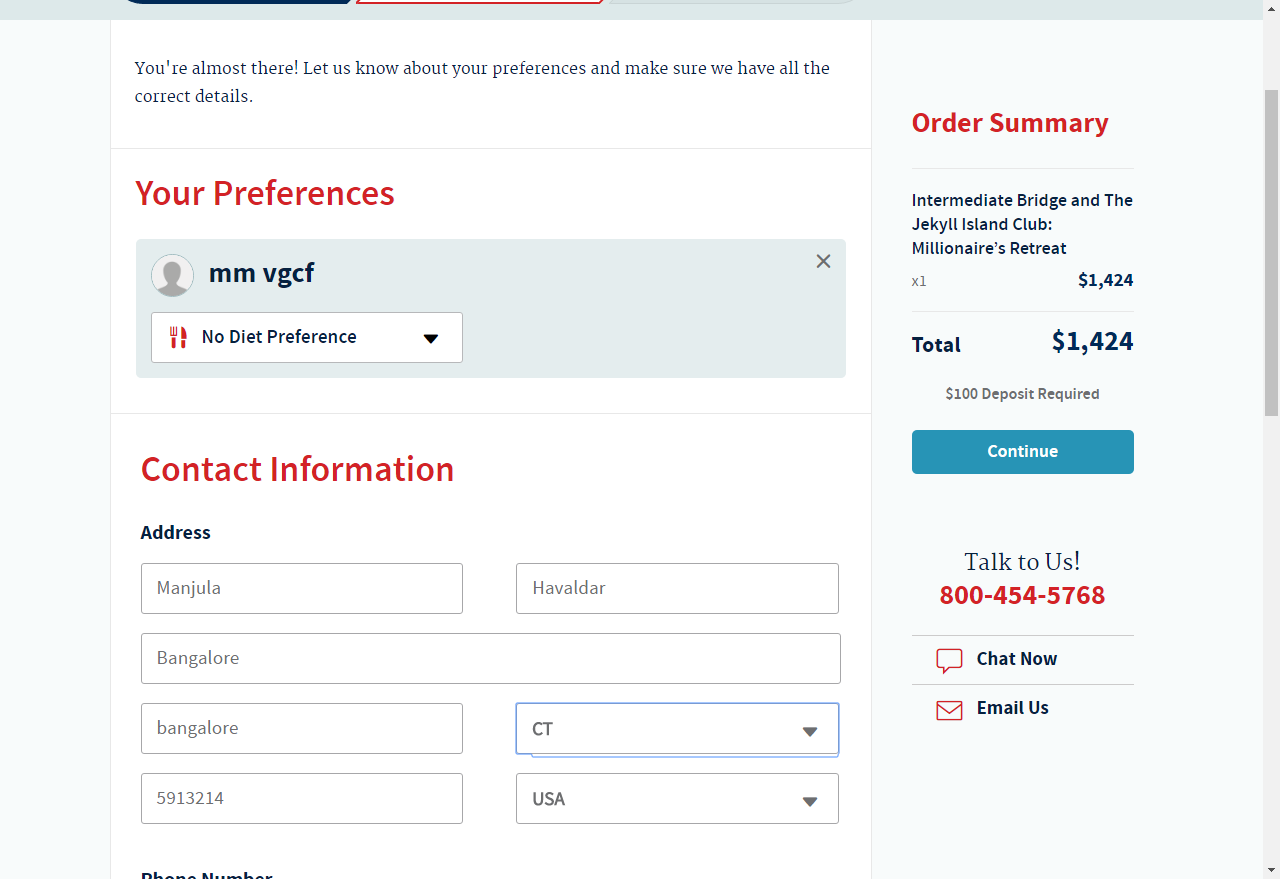 You're almost there! Let us know about your preferences and make sure we have all the
correct details.
Your Preferences
mm vgcf
No Diet Preference
Contact Information
Address
Manjula
Havaldar
Bangalore
bangalore
CT
5913214
USA
Phone Number
Order Summary
Intermediate Bridge and The
Jekyll Island Club:
Millionaire’s Retreat
x1
$1,424
Total
$1,424
$100 Deposit Required
Continue
Talk to Us!
800-454-5768
Chat Now
Email Us